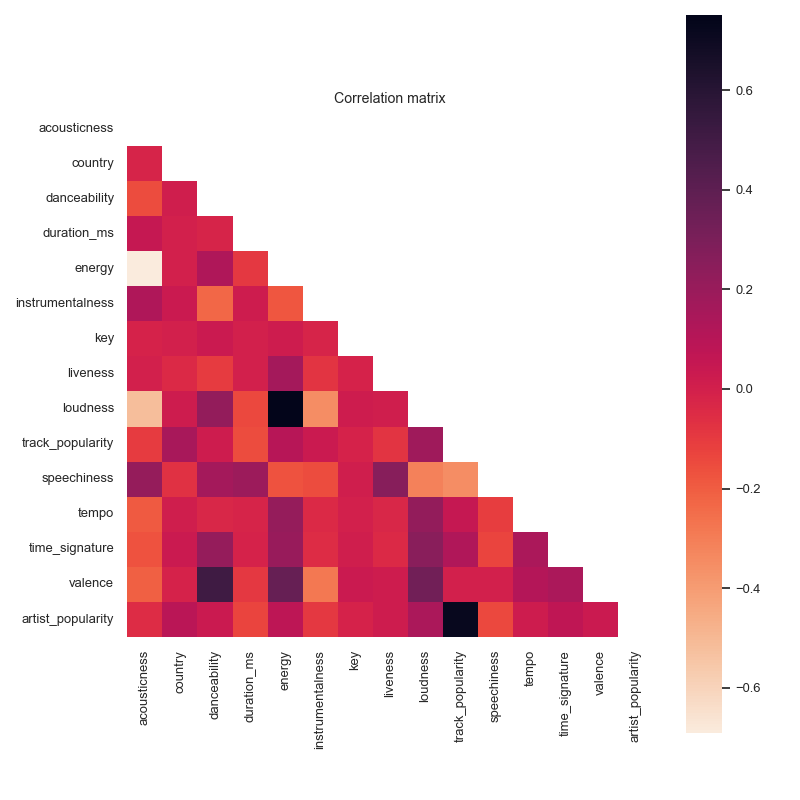 Correlation matrix
acousticness
country
danceability
duration_ms
energy
instrumentalness
key
liveness
loudness
track_popularity
speechiness
tempo
time_signature
valence
artist_popularity
acousticness
country
danceability
duration_ms
energy
instrumentalness
key
liveness
loudness
track_popularity
speechiness
tempo
time_signature
valence
artist_popularity
0.6
0.4
0.2
0.0
−0.2
−0.4
−0.6